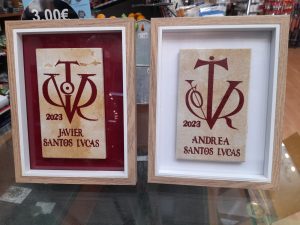 3,00€
2023
JAVIER
SANTOS LVCAS
2023
ANDREA
SANTOS LVCAS